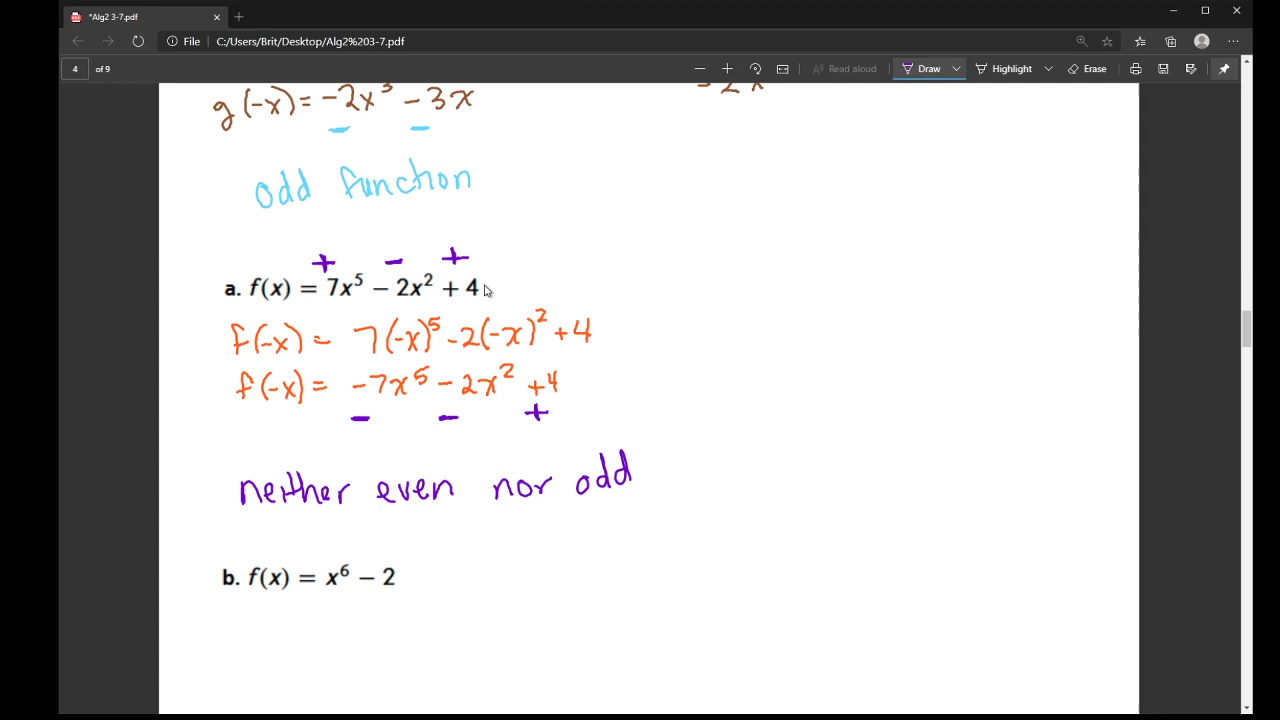 *Alg2 3-7.pdf
File | C:/Users/Brit/Desktop/Alg2%203-7.pdf
4 of 9
Read aloud
Draw
Highlight
Erase
g(-x) = -2x³ - 3x
- -
odd function
+ - +
a. f(x) = 7x⁵ − 2x² + 4
f(-x) = 7(-x)⁵ - 2(-x)² + 4
f(-x) = -7x⁵ - 2x² + 4
- - +
neither even nor odd
b. f(x) = x⁶ − 2